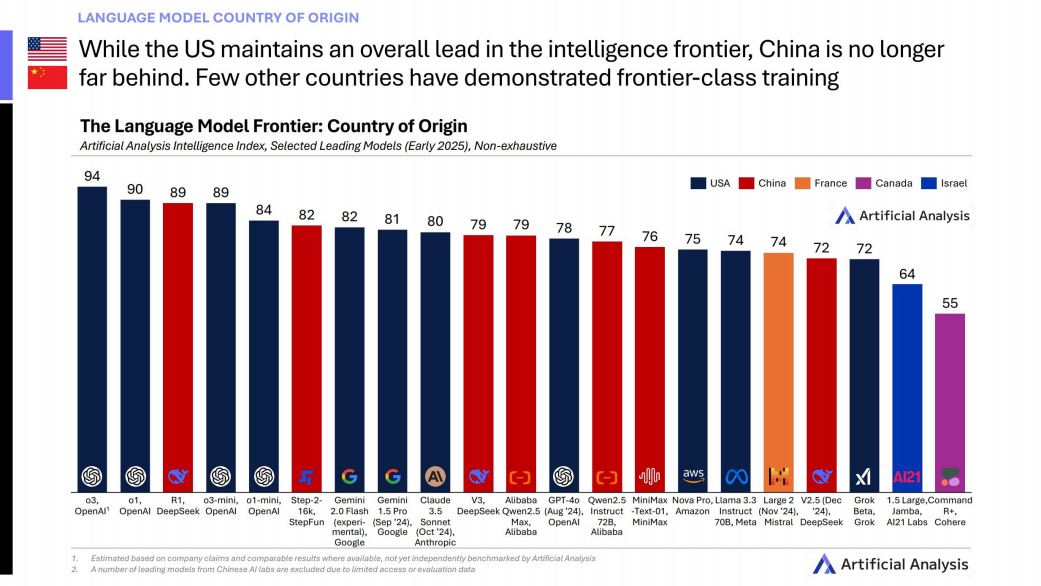 LANGUAGE MODEL COUNTRY OF ORIGIN
While the US maintains an overall lead in the intelligence frontier, China is no longer
far behind. Few other countries have demonstrated frontier-class training
The Language Model Frontier: Country of Origin
Artificial Analysis Intelligence Index, Selected Leading Models (Early 2025), Non-exhaustive
USA
China
France
Canada
Israel
Artificial Analysis
94
90
89
89
84
82
82
81
80
79
79
78
77
76
75
74
74
72
72
64
55
AI
aws
AI21
o3,
OpenAI¹
o1,
OpenAI
R1,
DeepSeek
o3-mini,
OpenAI
o1-mini,
OpenAI
Step-2-
16k,
StepFun
Gemini
2.0 Flash
(experi-
mental),
Google
Gemini
1.5 Pro
(Sep '24),
Google
Claude
3.5
Sonnet
(Oct '24),
Anthropic
V3,
DeepSeek
Alibaba
Qwen2.5
Max,
Alibaba
GPT-4o
(Aug '24),
OpenAI
Qwen2.5
Instruct
72B,
Alibaba
MiniMax
-Text-01,
MiniMax
Nova Pro,
Amazon
Llama 3.3
Instruct
70B, Meta
Large 2
(Nov '24),
Mistral
V2.5 (Dec
'24),
DeepSeek
Grok
Beta,
Grok
1.5 Large,
Jamba,
AI21 Labs
Command
R+,
Cohere
1. Estimated based on company claims and comparable results where available, not yet independently benchmarked by Artificial Analysis
2. A number of leading models from Chinese AI labs are excluded due to limited access or evaluation data
Artificial Analysis